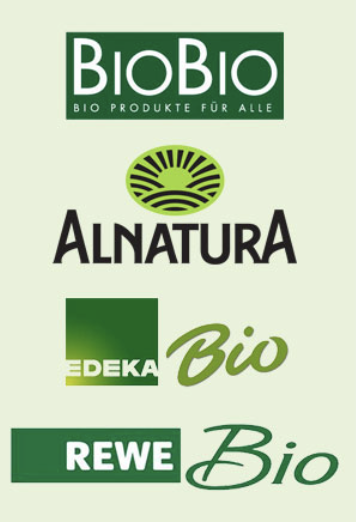 BIOBIO
BIO PRODUKTE FÜR ALLE
ALNATURA
EDEKA Bio
REWE Bio